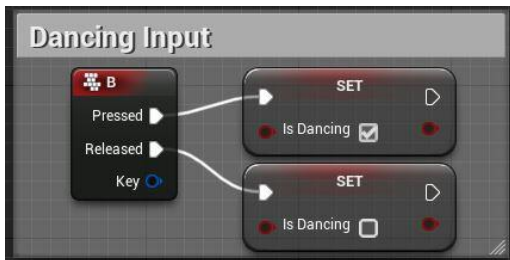 Dancing Input
B
Pressed
Released
Key
SET
Is Dancing
SET
Is Dancing